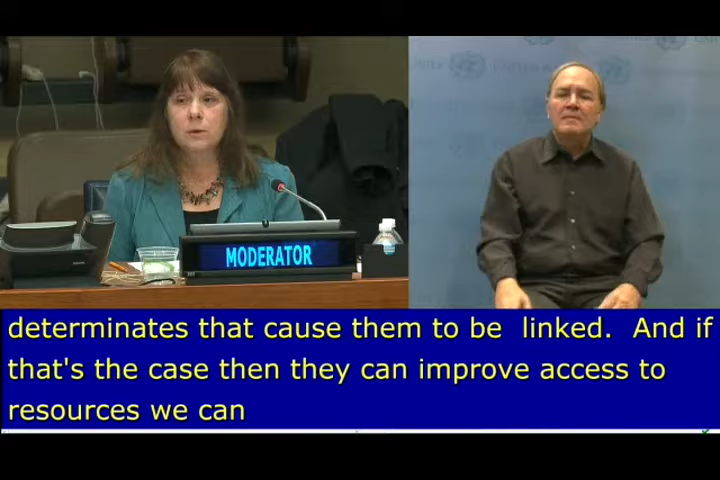 MODERATOR
determinates that cause them to be  linked.  And if
that's the case then they can improve access to
resources we can